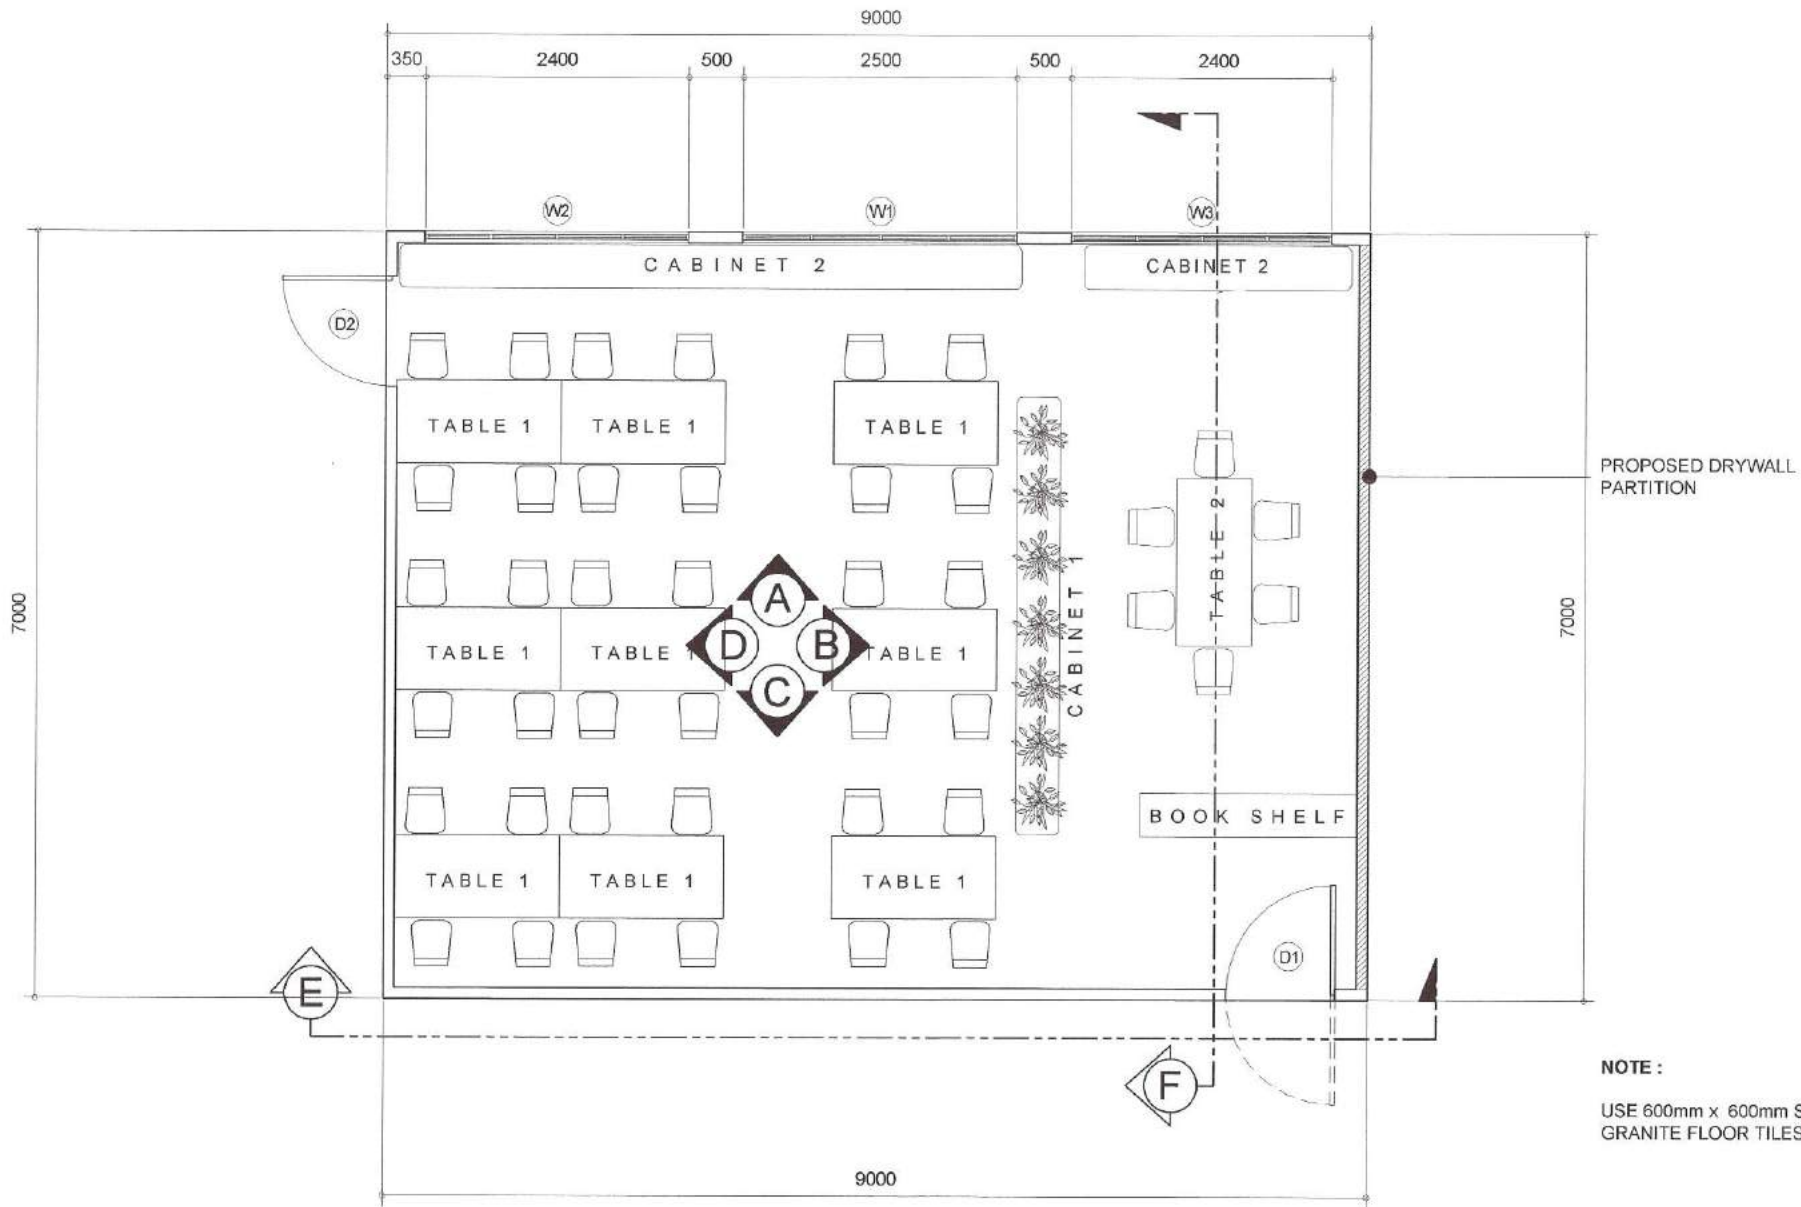 9000
350 2400 500 2500 500 2400
W2 W1 W3
CABINET 2 CABINET 2
D2
TABLE 1 TABLE 1 TABLE 1
PROPOSED DRYWALL
PARTITION
TABLE 2
CABINET 1
7000
7000
A
D B
C
TABLE 1 TABLE 1 TABLE 1
BOOK SHELF
TABLE 1 TABLE 1 TABLE 1
D1
E
F
NOTE :
USE 600mm x 600mm S
GRANITE FLOOR TILES
9000